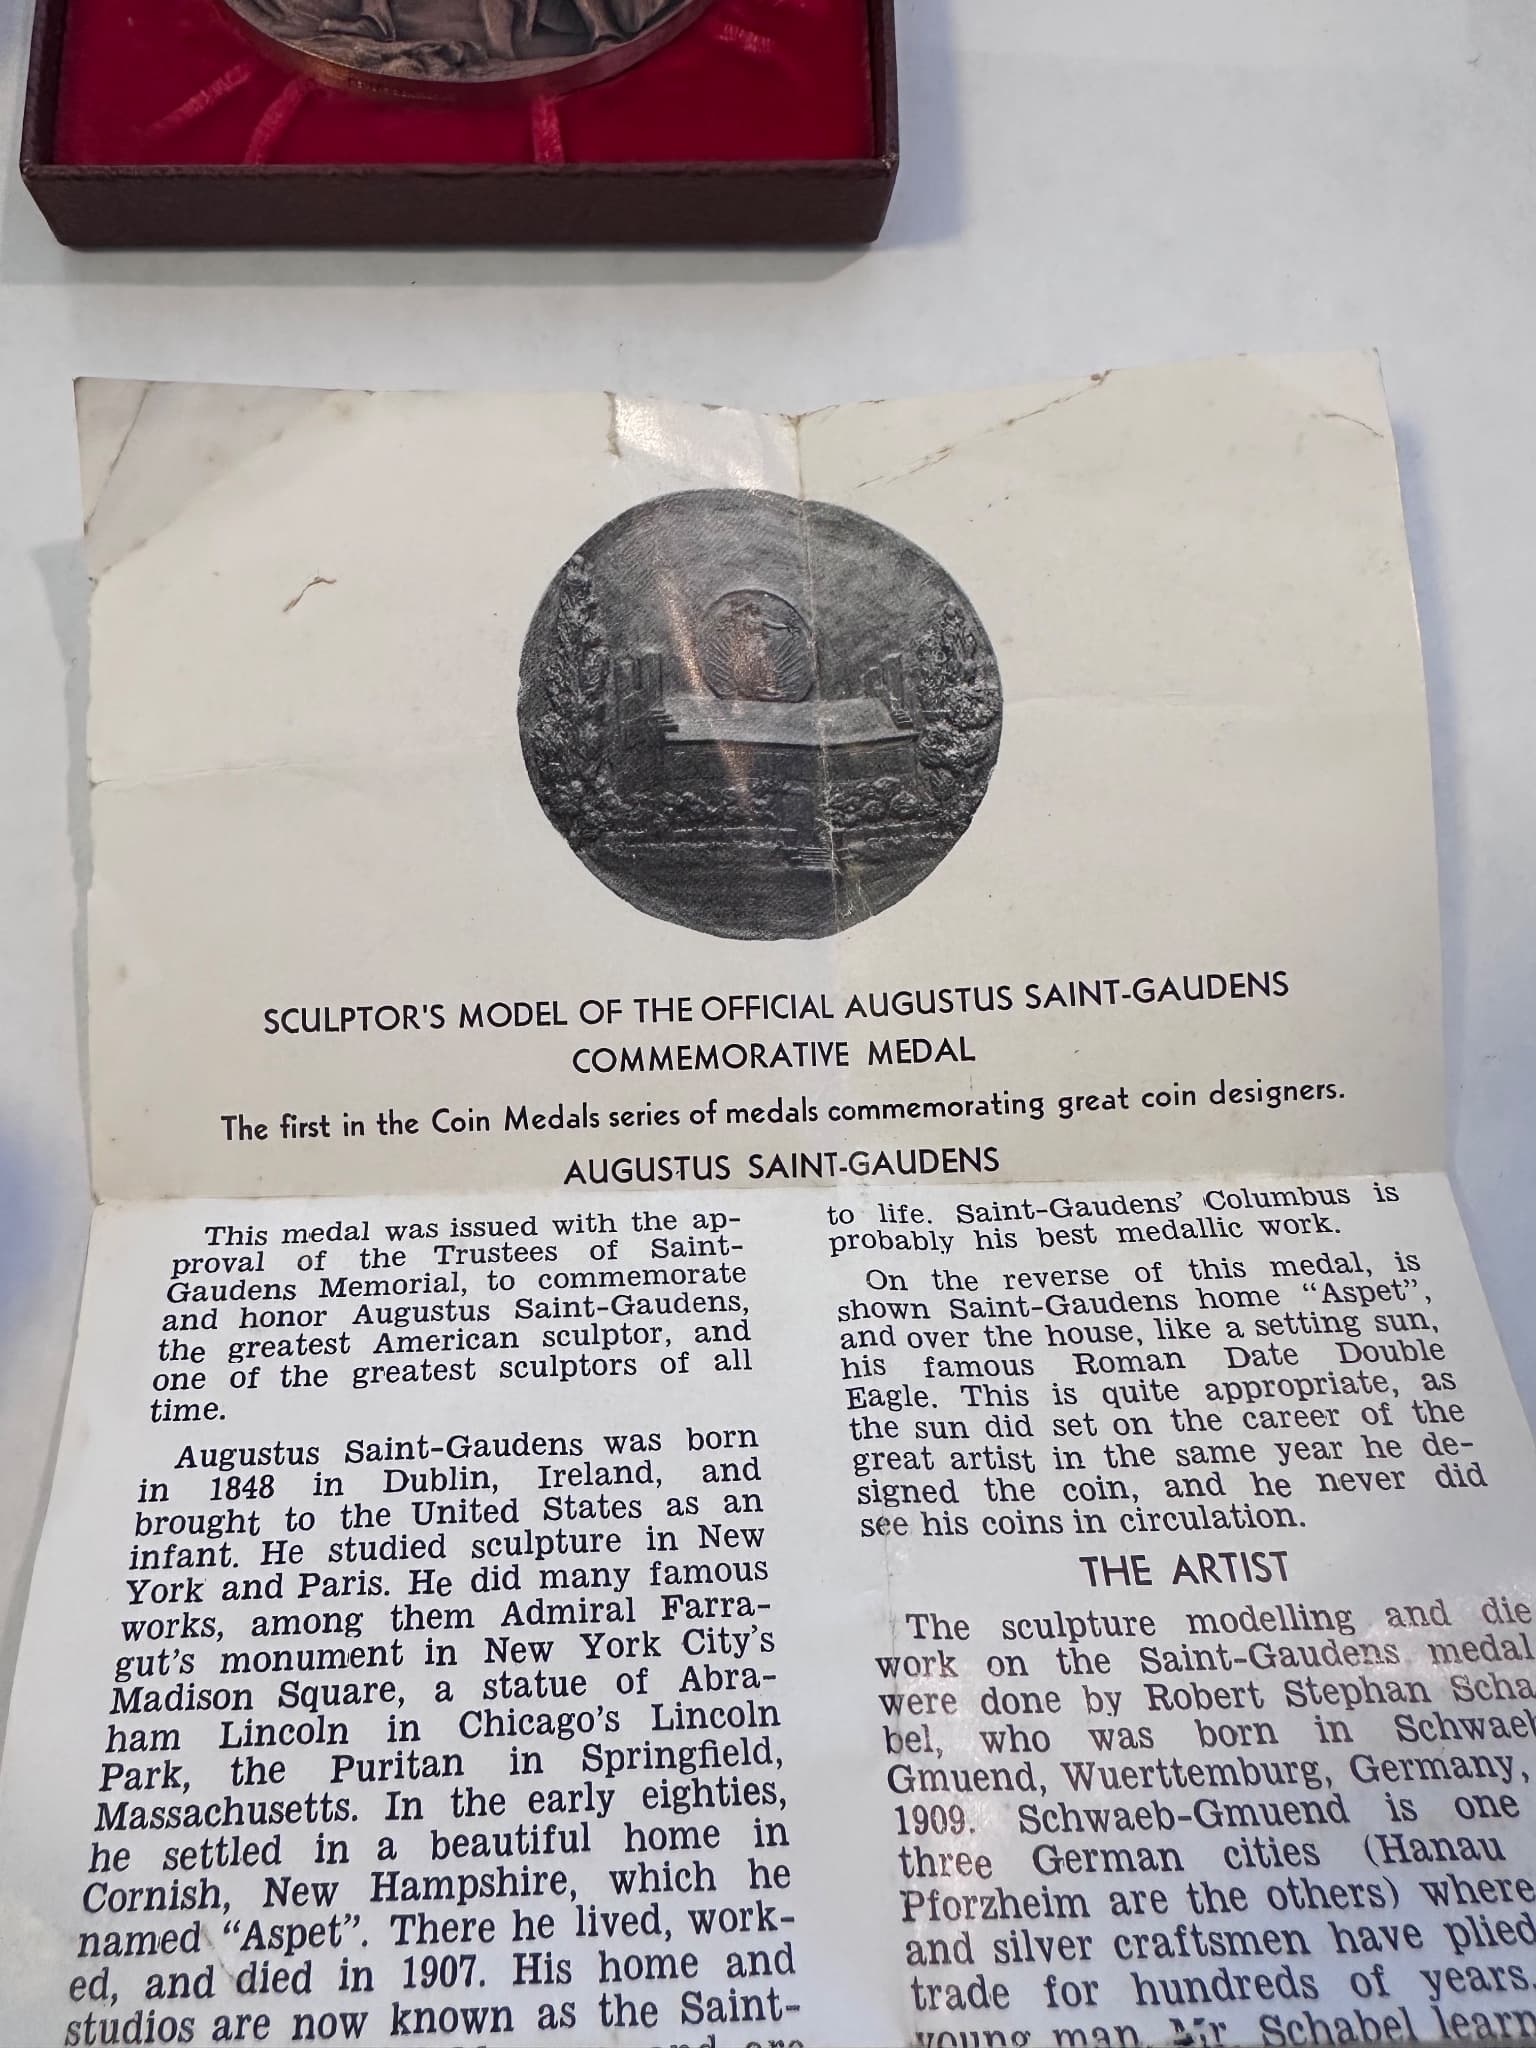 SCULPTOR'S MODEL OF THE OFFICIAL AUGUSTUS SAINT-GAUDENS
COMMEMORATIVE MEDAL
The first in the Coin Medals series of medals commemorating great coin designers.
AUGUSTUS SAINT-GAUDENS
This medal was issued with the ap-
proval of the Trustees of Saint-
Gaudens Memorial, to commemorate
and honor Augustus Saint-Gaudens,
the greatest American sculptor, and
one of the greatest sculptors of all
time.
Augustus Saint-Gaudens was born
in 1848 in Dublin, Ireland, and
brought to the United States as an
infant. He studied sculpture in New
York and Paris. He did many famous
works, among them Admiral Farra-
gut's monument in New York City's
Madison Square, a statue of Abra-
ham Lincoln in Chicago's Lincoln
Park, the Puritan in Springfield,
Massachusetts. In the early eighties,
he settled in a beautiful home in
Cornish, New Hampshire, which he
named “Aspet”. There he lived, work-
ed, and died in 1907. His home and
studios are now known as the Saint-
to life. Saint-Gaudens' Columbus is
probably his best medallic work.
On the reverse of this medal, is
shown Saint-Gaudens home “Aspet”,
and over the house, like a setting sun,
his famous Roman Date Double
Eagle. This is quite appropriate, as
the sun did set on the career of the
great artist in the same year he de-
signed the coin, and he never did
see his coins in circulation.
THE ARTIST
The sculpture modelling and die
work on the Saint-Gaudens medal
were done by Robert Stephan Scha
bel, who was born in Schwaeb
Gmuend, Wuerttemburg, Germany,
1909. Schwaeb-Gmuend is one
three German cities (Hanau
Pforzheim are the others) where
and silver craftsmen have plied
trade for hundreds of years.
young man, Mr. Schabel learn